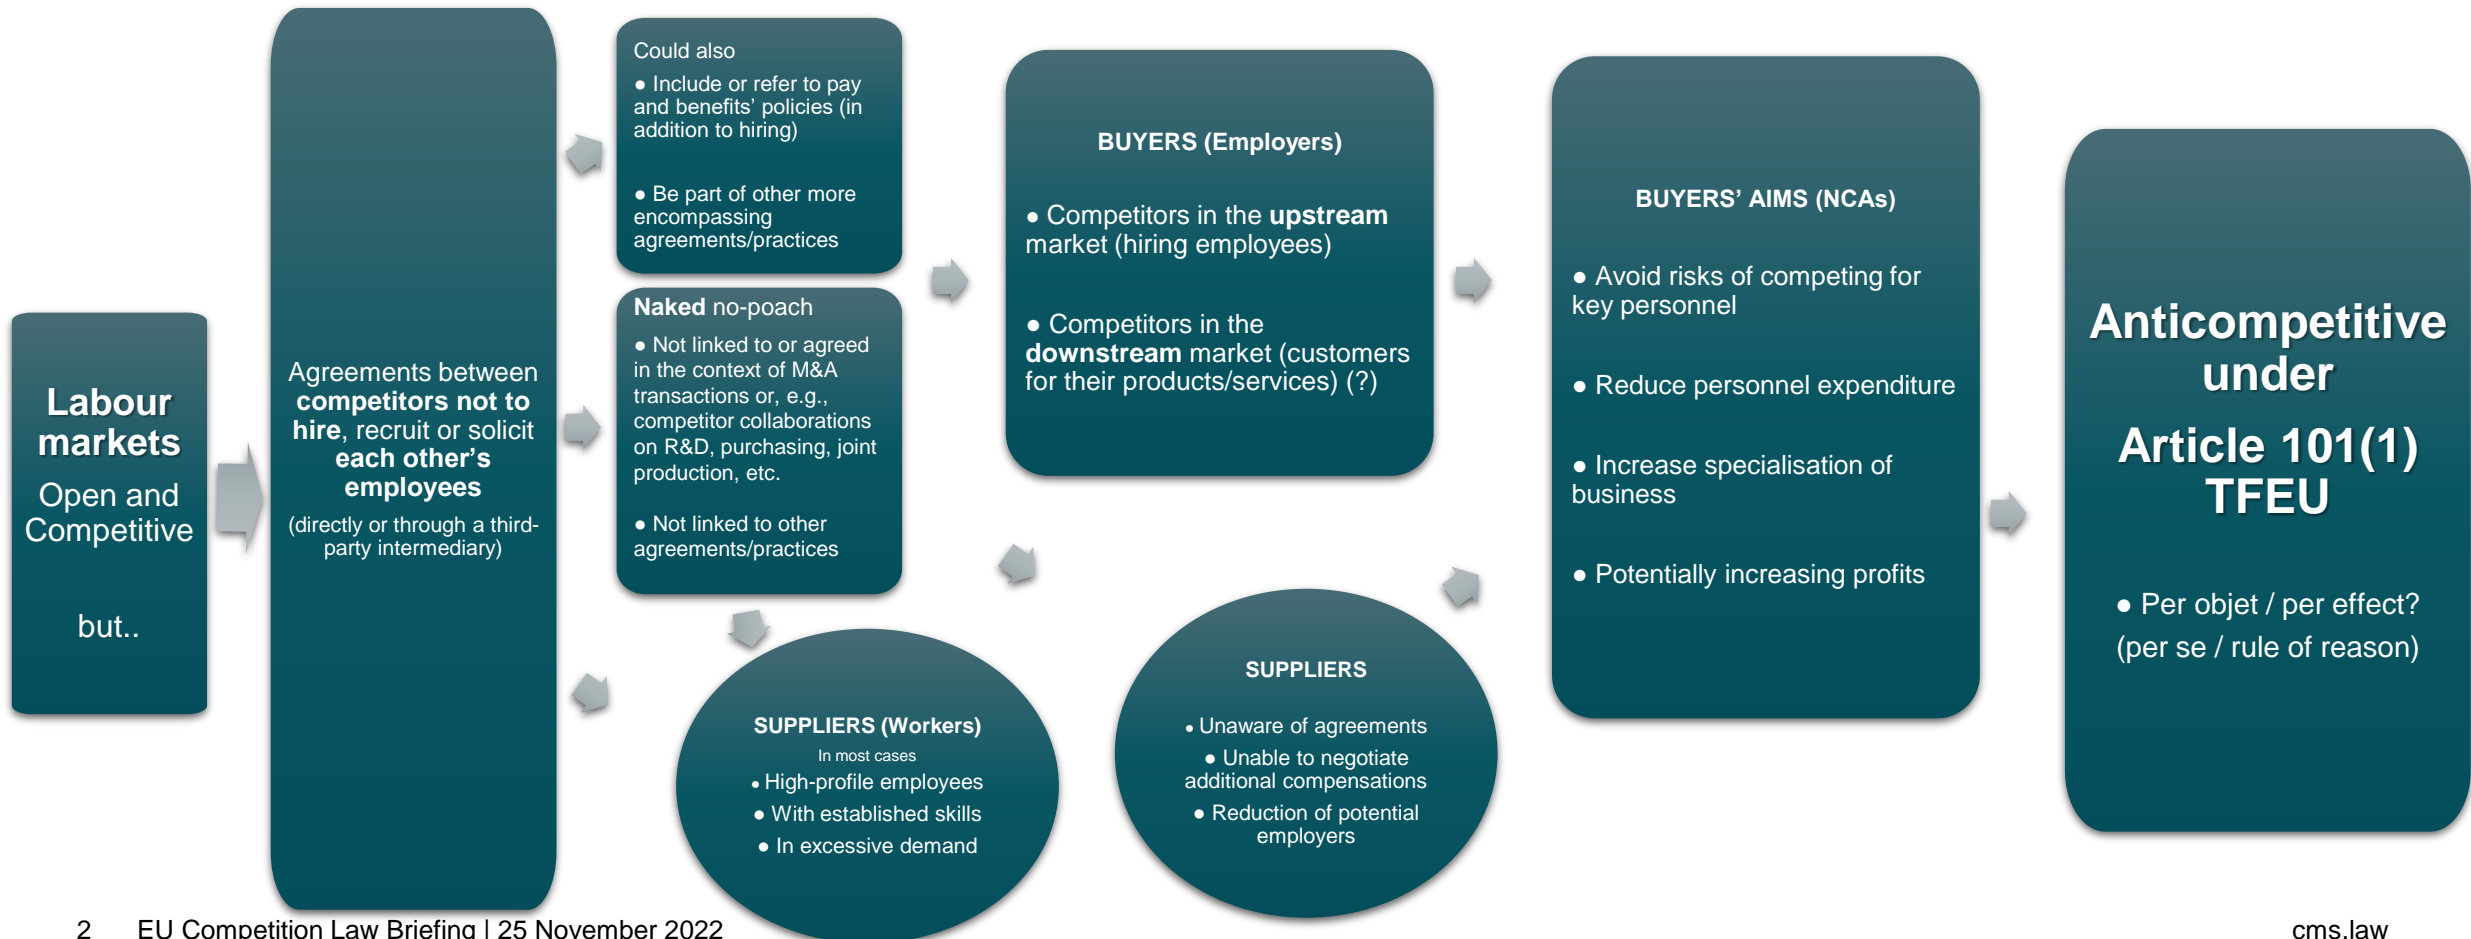 Labour
markets
Open and
Competitive
but..
Agreements between
competitors not to
hire, recruit or solicit
each other’s
employees
(directly or through a third-
party intermediary)
Could also
● Include or refer to pay
and benefits’ policies (in
addition to hiring)
● Be part of other more
encompassing
agreements/practices
Naked no-poach
● Not linked to or agreed
in the context of M&A
transactions or, e.g.,
competitor collaborations
on R&D, purchasing, joint
production, etc.
● Not linked to other
agreements/practices
SUPPLIERS (Workers)
In most cases
● High-profile employees
● With established skills
● In excessive demand
BUYERS (Employers)
● Competitors in the upstream
market (hiring employees)
● Competitors in the
downstream market (customers
for their products/services) (?)
SUPPLIERS
● Unaware of agreements
● Unable to negotiate
additional compensations
● Reduction of potential
employers
BUYERS’ AIMS (NCAs)
● Avoid risks of competing for
key personnel
● Reduce personnel expenditure
● Increase specialisation of
business
● Potentially increasing profits
Anticompetitive
under
Article 101(1)
TFEU
● Per objet / per effect?
(per se / rule of reason)
2 EU Competition Law Briefing | 25 November 2022
cms.law